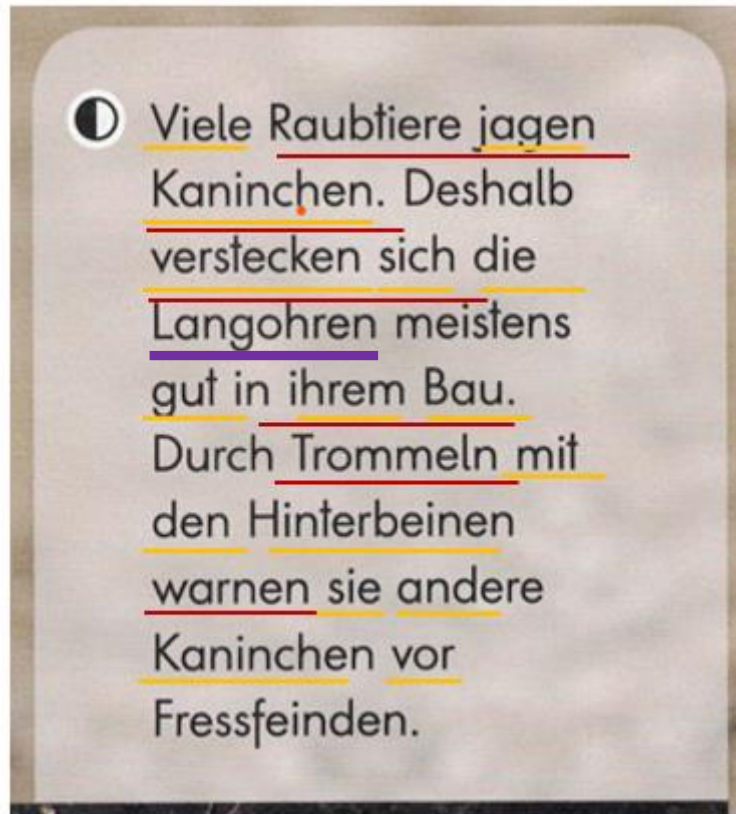 Viele Raubtiere jagen
Kaninchen. Deshalb
verstecken sich die
Langohren meistens
gut in ihrem Bau.
Durch Trommeln mit
den Hinterbeinen
warnen sie andere
Kaninchen vor
Fressfeinden.